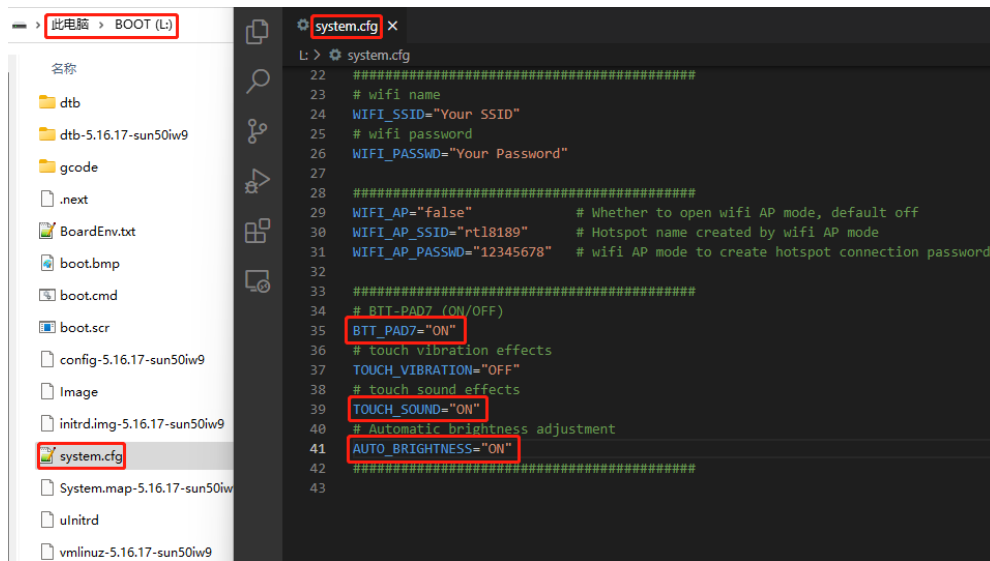 此电脑 › BOOT (L:)
名称
dtb
dtb-5.16.17-sun50iw9
gcode
.next
BoardEnv.txt
boot.bmp
boot.cmd
boot.scr
config-5.16.17-sun50iw9
Image
initrd.img-5.16.17-sun50iw9
system.cfg
System.map-5.16.17-sun50iw
uInitrd
vmlinuz-5.16.17-sun50iw9
system.cfg ×
L: > system.cfg
22 ###########################################
23 # wifi name
24 WIFI_SSID="Your SSID"
25 # wifi password
26 WIFI_PASSWD="Your Password"
27
28 ###########################################
29 WIFI_AP="false" # Whether to open wifi AP mode, default off
30 WIFI_AP_SSID="rtl8189" # Hotspot name created by wifi AP mode
31 WIFI_AP_PASSWD="12345678" # wifi AP mode to create hotspot connection password
32
33 ###########################################
34 # BTT-PAD7 (ON/OFF)
35 BTT_PAD7="ON"
36 # touch vibration effects
37 TOUCH_VIBRATION="OFF"
38 # touch sound effects
39 TOUCH_SOUND="ON"
40 # Automatic brightness adjustment
41 AUTO_BRIGHTNESS="ON"
42 ###########################################
43